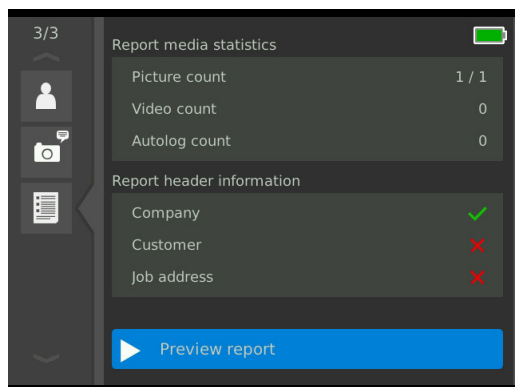 3/3
Report media statistics
Picture count 1 / 1
Video count 0
Autolog count 0
Report header information
Company
Customer
Job address
Preview report